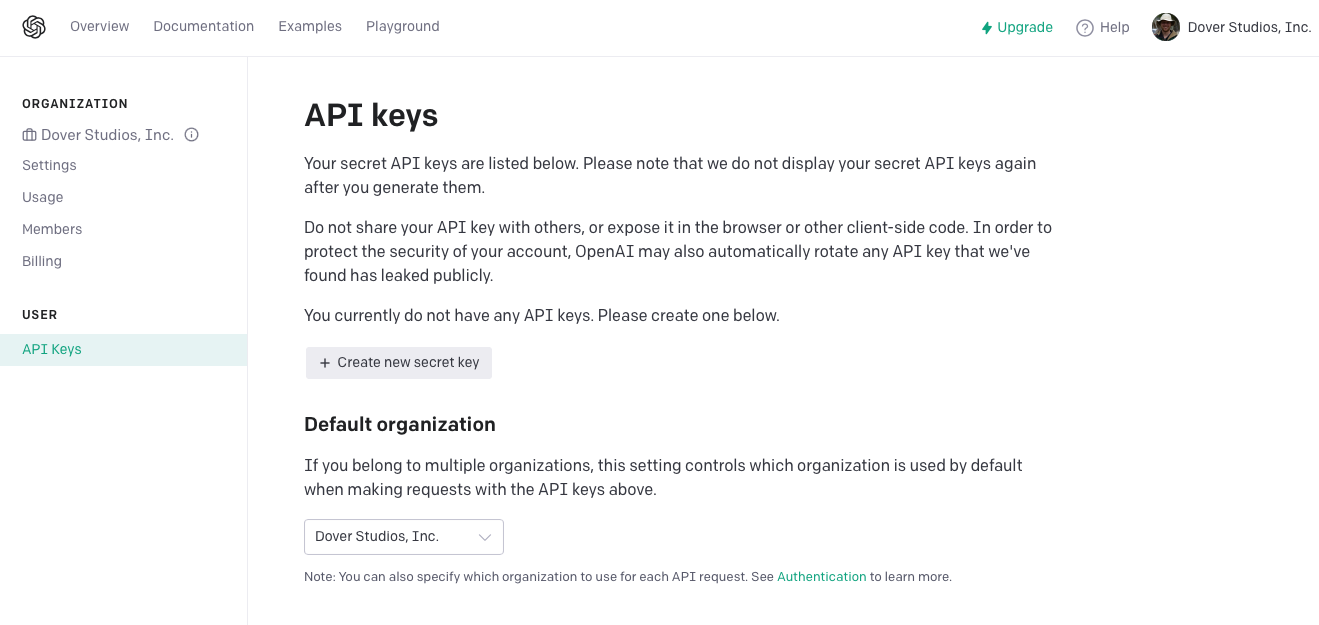 Overview Documentation Examples Playground Upgrade Help Dover Studios, Inc.
ORGANIZATION
Dover Studios, Inc.
Settings
Usage
Members
Billing
USER
API Keys
API keys
Your secret API keys are listed below. Please note that we do not display your secret API keys again
after you generate them.
Do not share your API key with others, or expose it in the browser or other client-side code. In order to
protect the security of your account, OpenAI may also automatically rotate any API key that we've
found has leaked publicly.
You currently do not have any API keys. Please create one below.
+ Create new secret key
Default organization
If you belong to multiple organizations, this setting controls which organization is used by default
when making requests with the API keys above.
Dover Studios, Inc.
Note: You can also specify which organization to use for each API request. See Authentication to learn more.